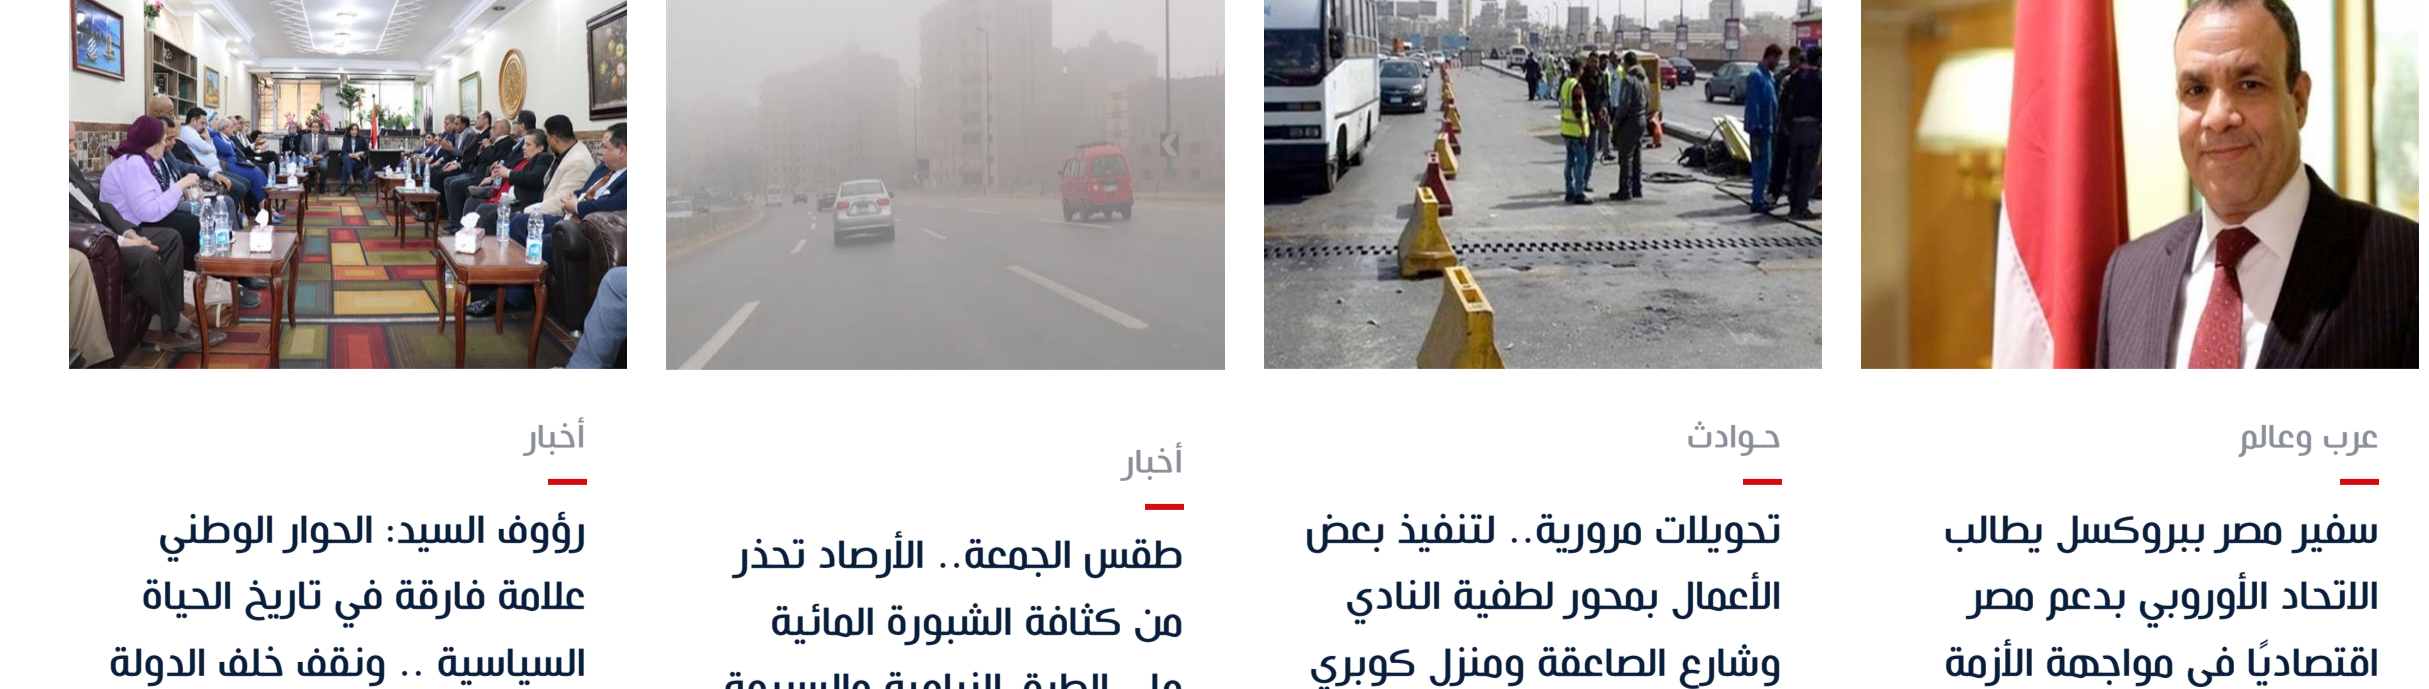 عرب وعالم
سفير مصر ببروكسل يطالب
الاتحاد الأوروبي بدعم مصر
اقتصاديًا في مواجهة الأزمة
حوادث
تحويلات مرورية.. لتنفيذ بعض
الأعمال بمحور لطفية النادي
وشارع الصاعقة ومنزل كوبري
أخبار
طقس الجمعة.. الأرصاد تحذر
من كثافة الشبورة المائية
أخبار
رؤوف السيد: الحوار الوطني
علامة فارقة في تاريخ الحياة
السياسية .. ونقف خلف الدولة